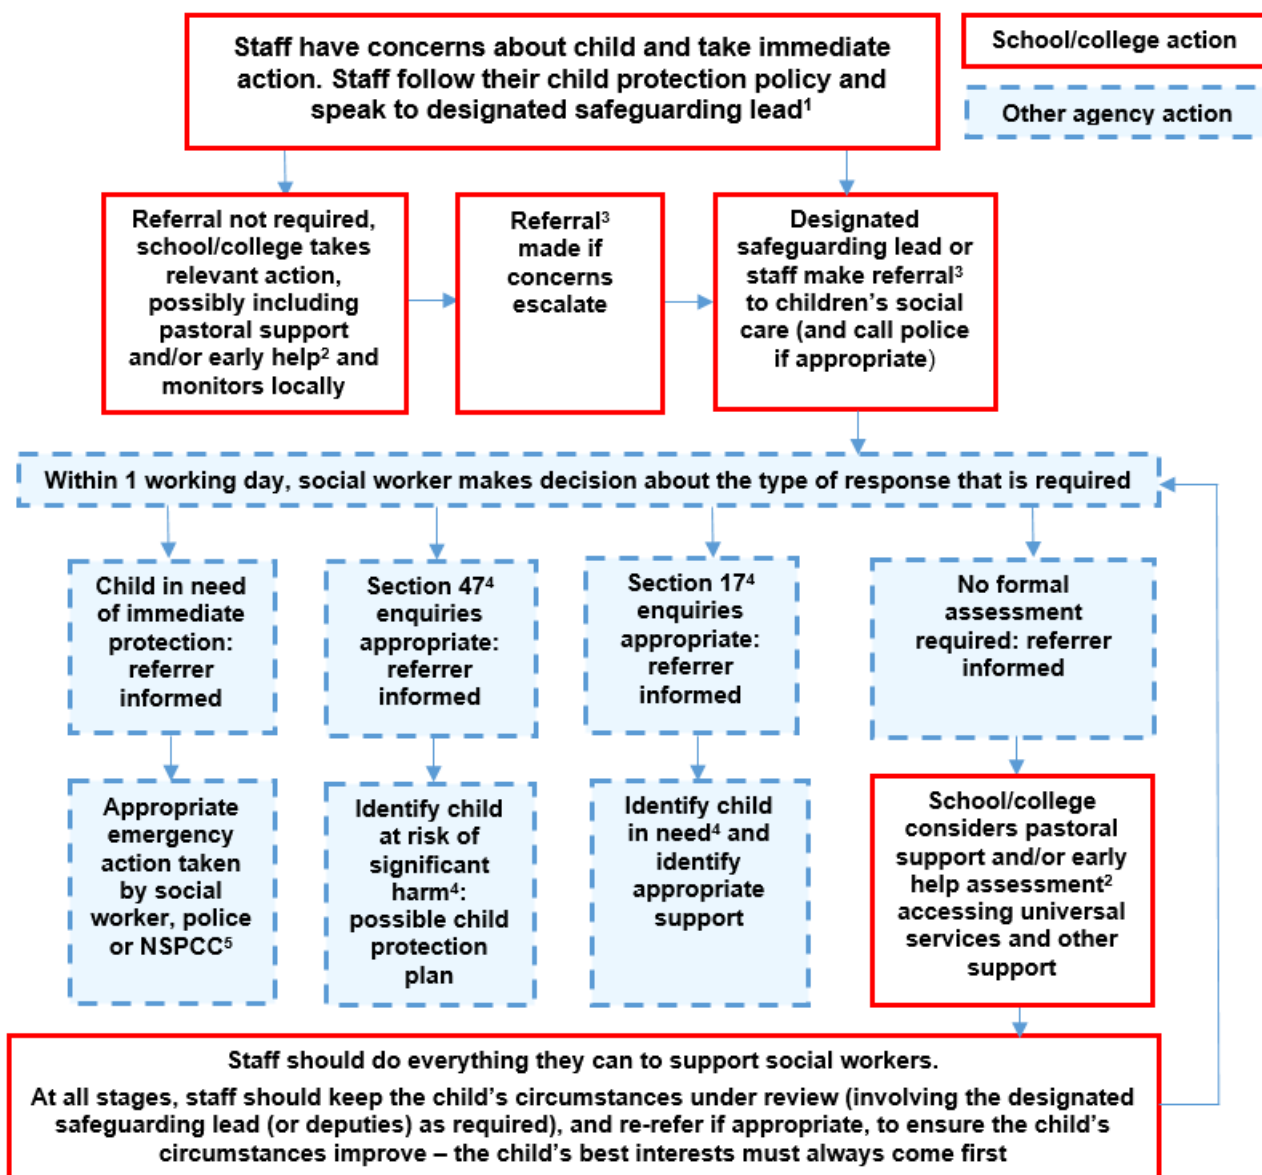 Staff have concerns about child and take immediate
action. Staff follow their child protection policy and
speak to designated safeguarding lead¹
School/college action
Other agency action
Referral not required,
school/college takes
relevant action,
possibly including
pastoral support
and/or early help² and
monitors locally
Referral³
made if
concerns
escalate
Designated
safeguarding lead or
staff make referral³
to children’s social
care (and call police
if appropriate)
Within 1 working day, social worker makes decision about the type of response that is required
Child in need
of immediate
protection:
referrer
informed
Section 47⁴
enquiries
appropriate:
referrer
informed
Section 17⁴
enquiries
appropriate:
referrer
informed
No formal
assessment
required: referrer
informed
Appropriate
emergency
action taken
by social
worker, police
or NSPCC⁵
Identify child
at risk of
significant
harm⁴:
possible child
protection
plan
Identify child
in need⁴ and
identify
appropriate
support
School/college
considers pastoral
support and/or early
help assessment²
accessing universal
services and other
support
Staff should do everything they can to support social workers.
At all stages, staff should keep the child’s circumstances under review (involving the designated
safeguarding lead (or deputies) as required), and re-refer if appropriate, to ensure the child’s
circumstances improve – the child’s best interests must always come first